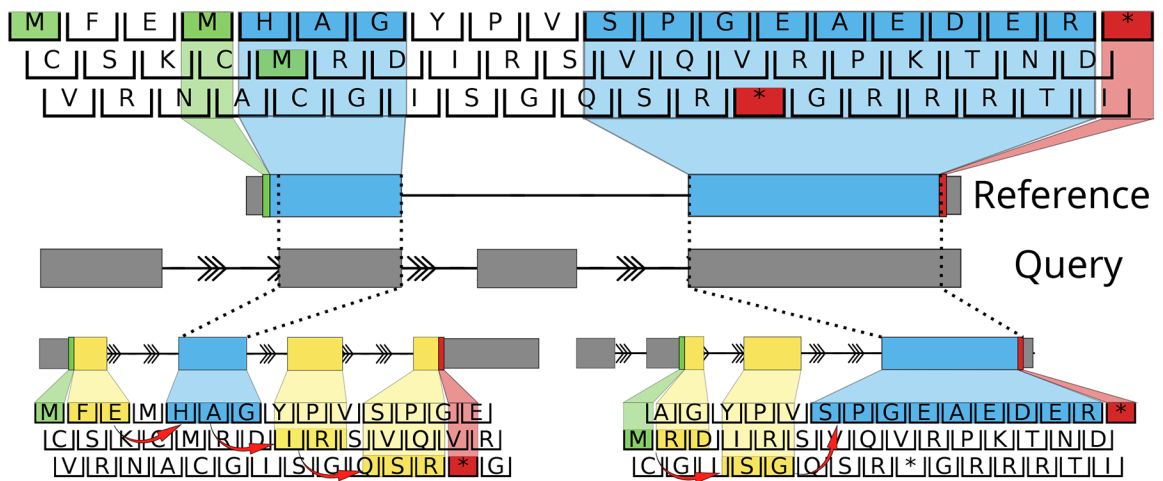 M F E M H A G Y P V S P G E A E D E R *
C S K C M R D I R S V Q V R P K T N D
V R N A C G I S G Q S R * G R R R T I
Reference
Query
M F E M H A G Y P V S P G E
C S K C M R D I R S V Q V R
V R N A C G I S G Q S R * G
A G Y P V S P G E A E D E R *
M R D I R S V Q V R P K T N D
C G I S G Q S R * G R R R T I